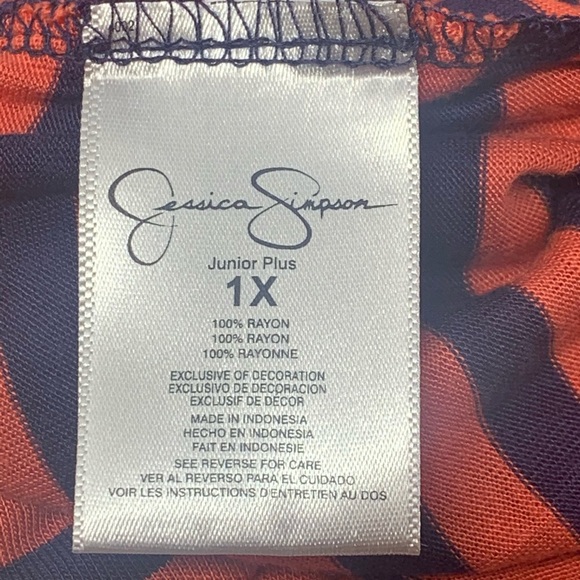 Jessica Simpson
Junior Plus
1X
100% RAYON
100% RAYON
100% RAYONNE
EXCLUSIVE OF DECORATION
EXCLUSIVO DE DECORACION
EXCLUSIF DE DÉCOR
MADE IN INDONESIA
HECHO EN INDONESIA
FAIT EN INDONESIE
SEE REVERSE FOR CARE
VER AL REVERSO PARA EL CUIDADO
VOIR LES INSTRUCTIONS D'ENTRETIEN AU DOS